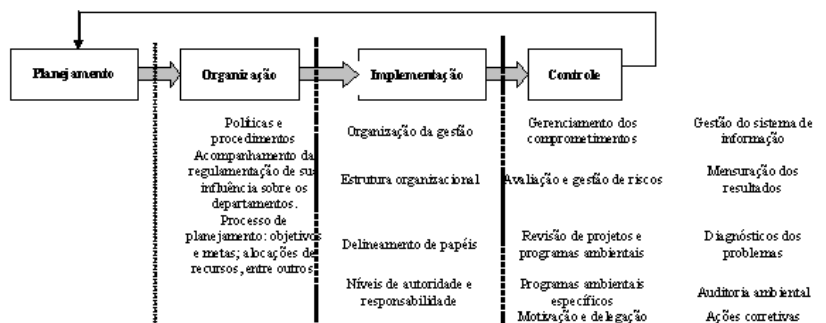 Planejamento
Organização
Implementação
Controle
Políticas e
procedimentos
Acompanhamento da
regulamentação de su
influência sobre os
departamentos.
Processo de
planejamento: objetivos
e metas; alocações de
recursos, entre outros
Organização da gestão
Estrutura organizacional
Delineamento de papéis
Níveis de autoridade e
responsabilidade
Gerenciamento dos
comprometimentos
Avaliação e gestão de riscos
Revisão de projetos e
programas ambientais
Programas ambientais
específicos
Motivação e delegação
Gestão do sistema de
informação
Mensuração dos
resultados
Diagnósticos dos
problemas
Auditoria ambiental
Ações corretivas